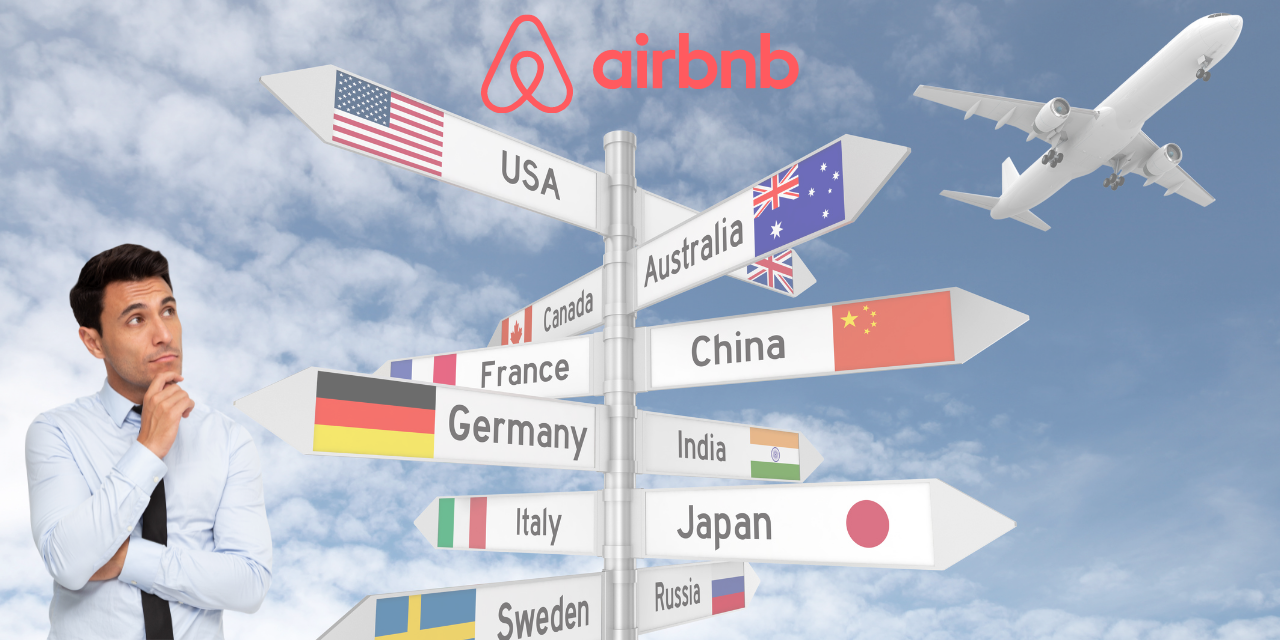 airbnb
USA
Australia
Canada
China
France
Germany
India
Italy
Japan
Russia
Sweden